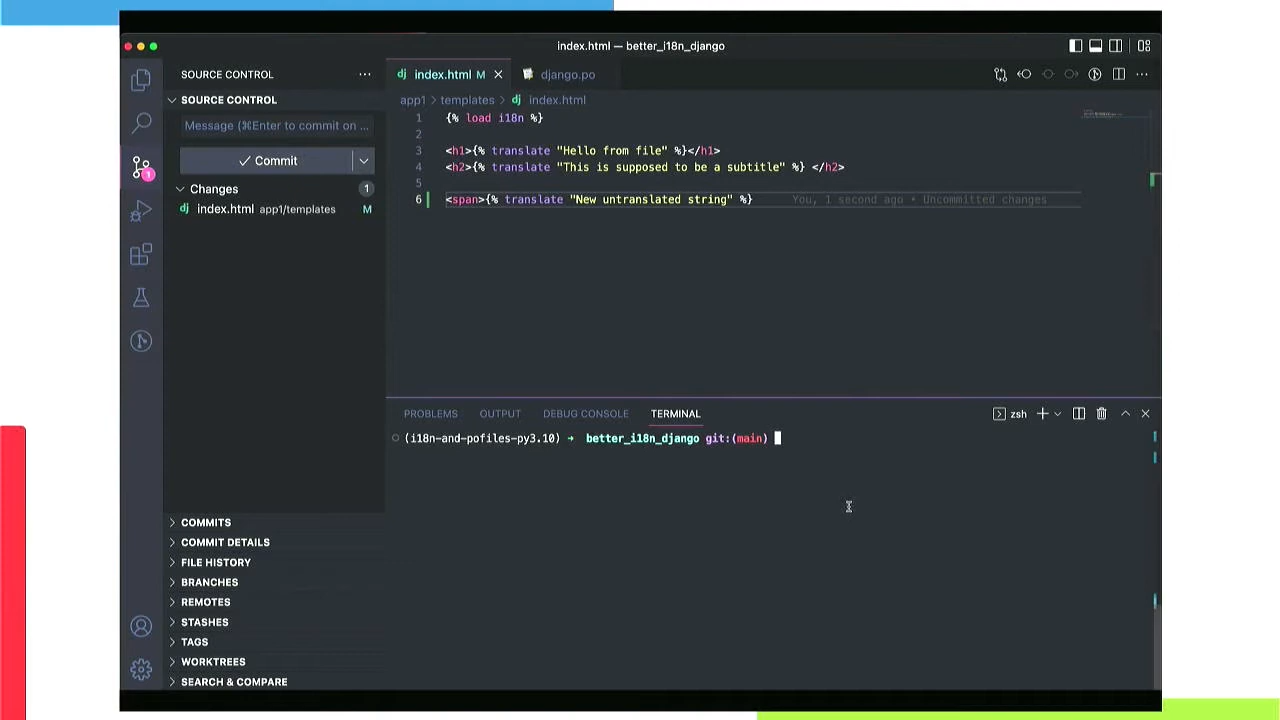 index.html — better_i18n_django
SOURCE CONTROL
SOURCE CONTROL
Message (⌘Enter to commit on ...
Commit
Changes 1
index.html app1/templates M
1
COMMITS
COMMIT DETAILS
FILE HISTORY
BRANCHES
REMOTES
STASHES
TAGS
WORKTREES
SEARCH & COMPARE
dj index.html M django.po
app1 > templates > dj index.html
1 {% load i18n %}
2
3 <h1>{% translate "Hello from file" %}</h1>
4 <h2>{% translate "This is supposed to be a subtitle" %} </h2>
5
6 <span>{% translate "New untranslated string" %} You, 1 second ago • Uncommitted changes
PROBLEMS OUTPUT DEBUG CONSOLE TERMINAL zsh
(i18n-and-pofiles-py3.10) → better_i18n_django git:(main)